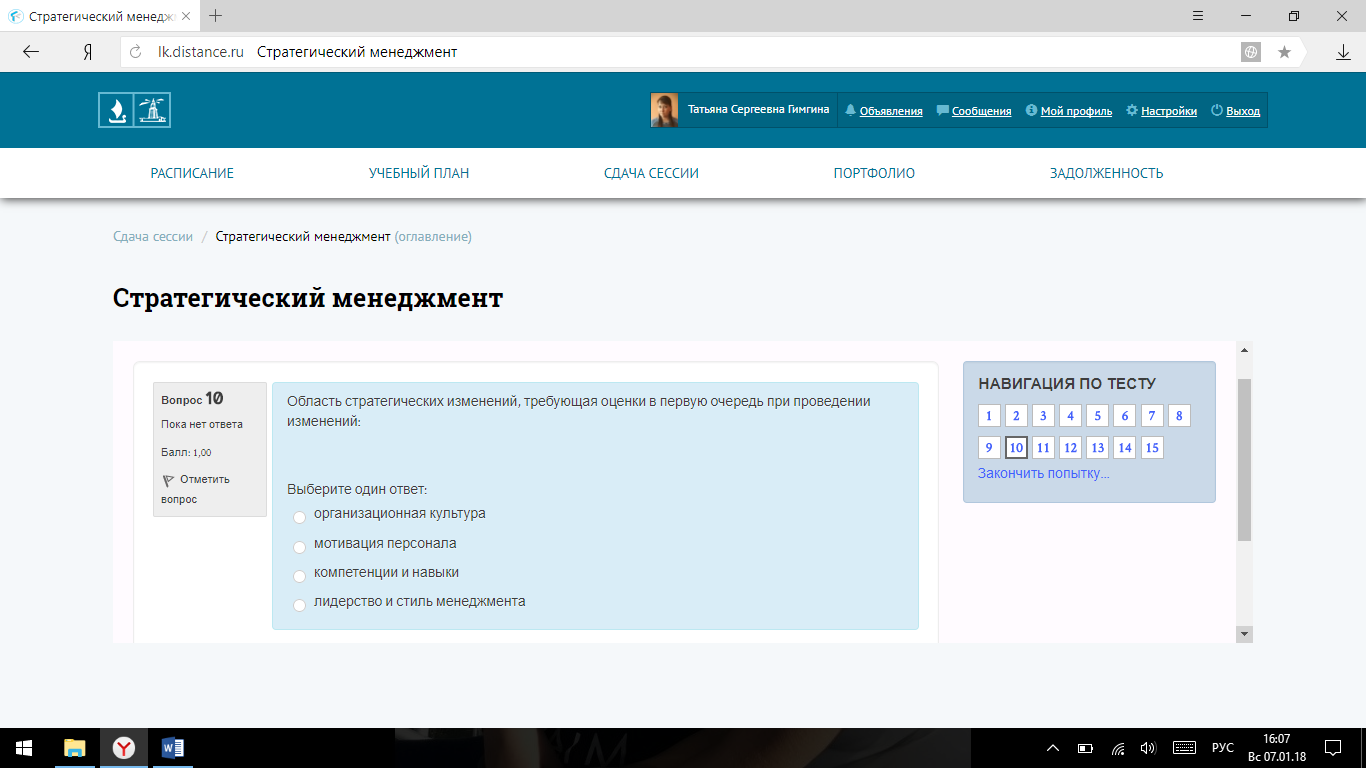 Стратегический менедж
lk.distance.ru Стратегический менеджмент
Татьяна Сергеевна Гимгина Объявления Сообщения Мой профиль Настройки Выход
РАСПИСАНИЕ УЧЕБНЫЙ ПЛАН СДАЧА СЕССИИ ПОРТФОЛИО ЗАДОЛЖЕННОСТЬ
Сдача сессии / Стратегический менеджмент (оглавление)
Стратегический менеджмент
Вопрос 10
Пока нет ответа
Балл: 1,00
Отметить
вопрос
Область стратегических изменений, требующая оценки в первую очередь при проведении
изменений:
Выберите один ответ:
организационная культура
мотивация персонала
компетенции и навыки
лидерство и стиль менеджмента
НАВИГАЦИЯ ПО ТЕСТУ
1 2 3 4 5 6 7 8
9 10 11 12 13 14 15
Закончить попытку...
РУС
16:07
Вс 07.01.18